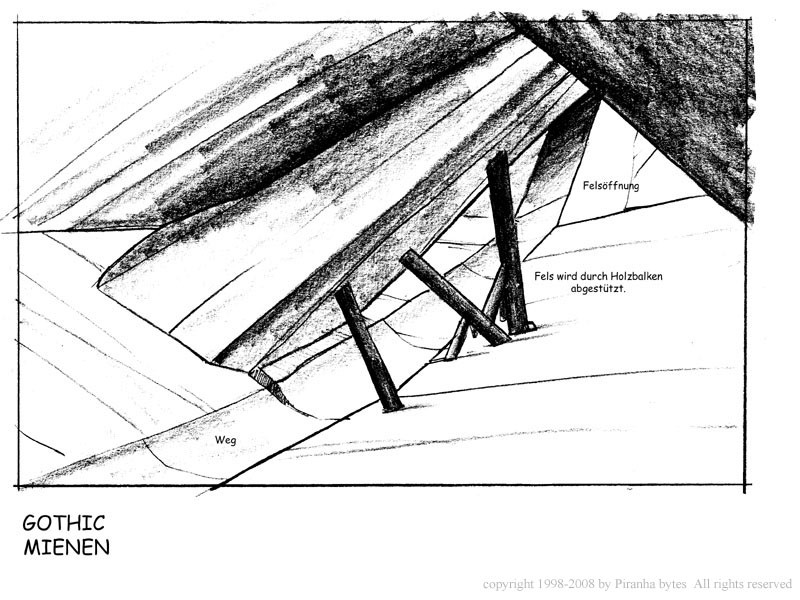 Felsöffnung
Fels wird durch Holzbalken
abgestützt.
Weg
GOTHIC
MIENEN
copyright 1998-2008 by Piranha bytes All rights reserved